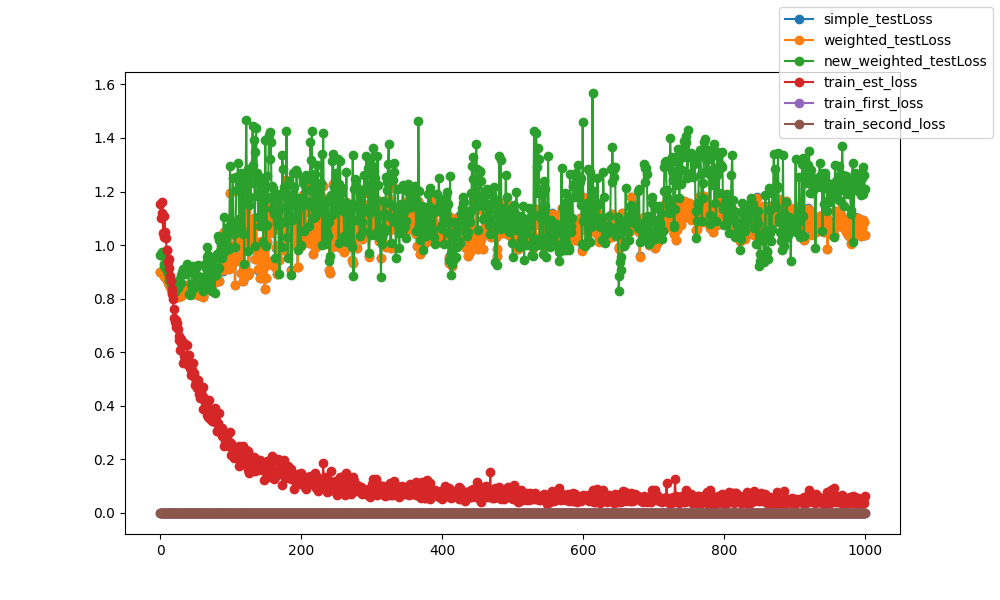 simple_testLoss
weighted_testLoss
new_weighted_testLoss
train_est_loss
train_first_loss
train_second_loss
1.6
1.4
1.2
1.0
0.8
0.6
0.4
0.2
0.0
0 200 400 600 800 1000